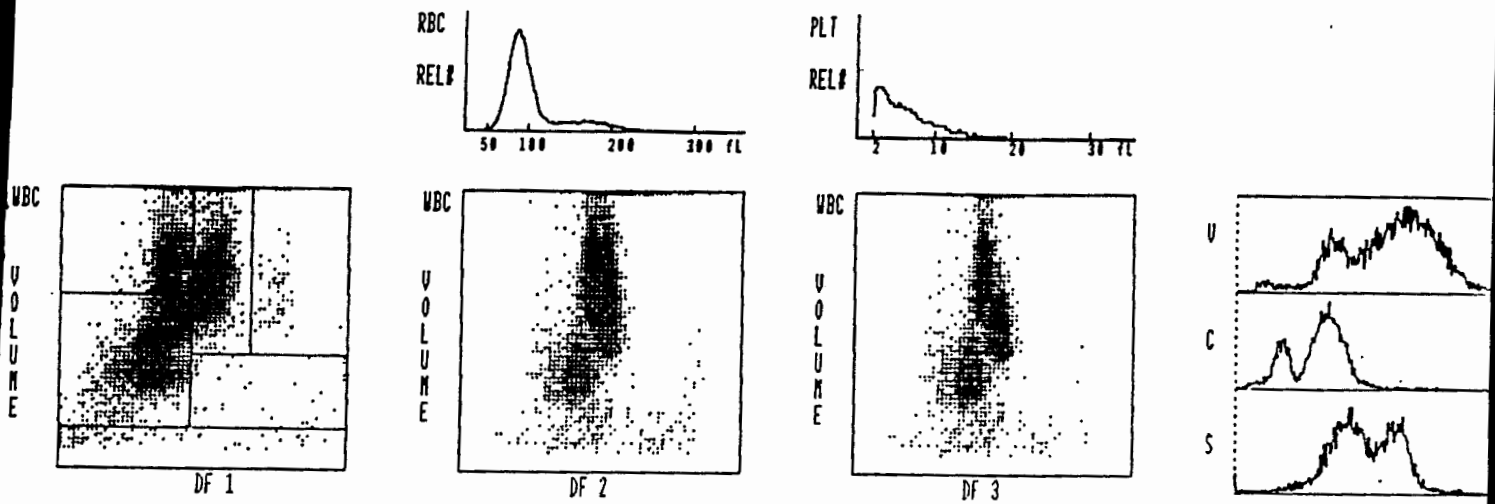 RBC
REL#
50 100 200 300 fL
PLT
REL#
2 10 20 30 fL
WBC
VOLUME
DF 1
WBC
VOLUME
DF 2
WBC
VOLUME
DF 3
V
C
S